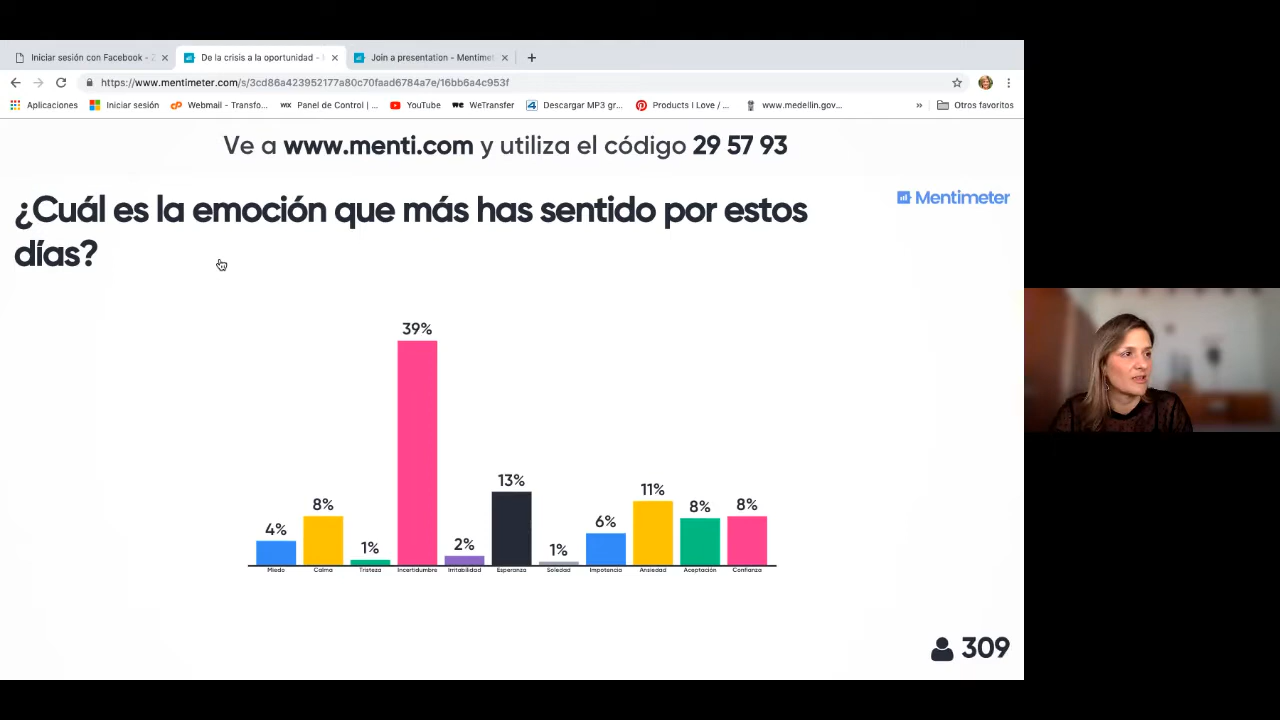 Iniciar sesión con Facebook - Z
De la crisis a la oportunidad -
Join a presentation - Mentimet
https://www.mentimeter.com/s/3cd86a423952177a80c70faad6784a7e/16bb6a4c953f
Aplicaciones
Iniciar sesión
Webmail - Transfo...
Panel de Control | ...
YouTube
WeTransfer
Descargar MP3 gr...
Products I Love / ...
www.medellin.gov...
»
Otros favoritos
Ve a www.menti.com y utiliza el código 29 57 93
¿Cuál es la emoción que más has sentido por estos
días?
Mentimeter
4% 8% 1% 39% 2% 13% 1% 6% 11% 8% 8%
Miedo Calma Tristeza Incertidumbre Irritabilidad Esperanza Soledad Impotencia Ansiedad Aceptación Confianza
309